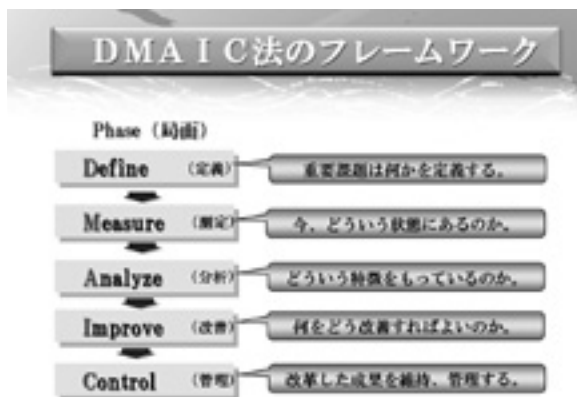 DMAIC法のフレームワーク
Phase (局面)
Define (定義) 重要課題は何かを定義する。
Measure (測定) 今、どういう状態にあるのか。
Analyze (分析) どういう特徴をもっているのか。
Improve (改善) 何をどう改善すればよいのか。
Control (管理) 改革した成果を維持、管理する。